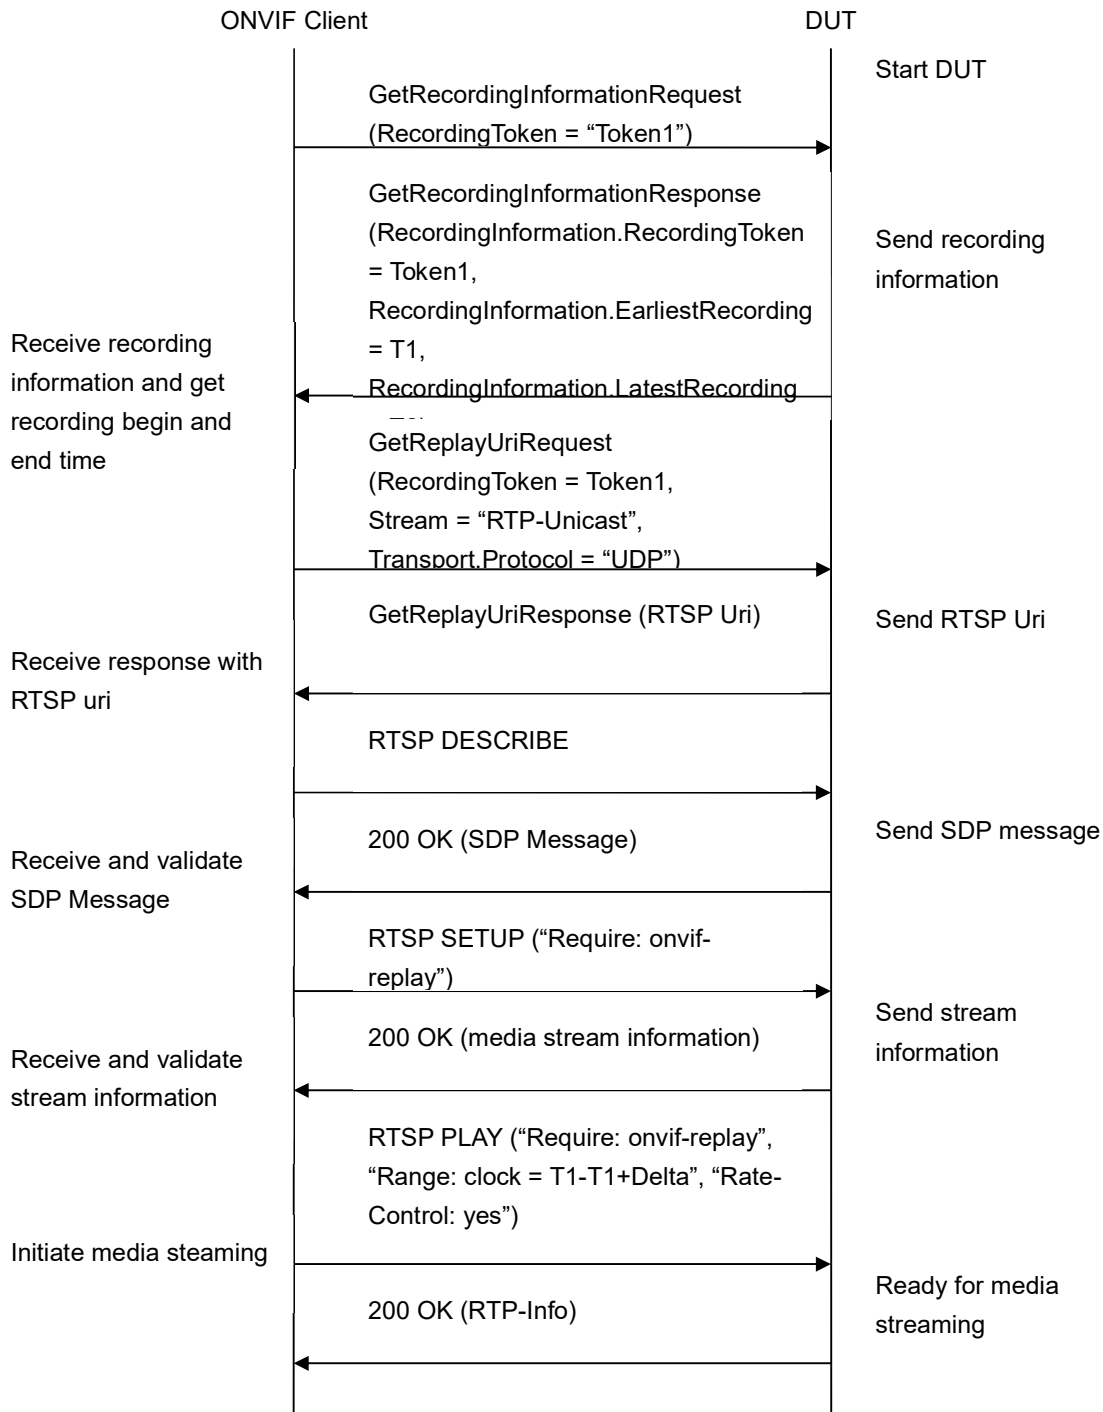 ONVIF Client
DUT
Start DUT
GetRecordingInformationRequest
(RecordingToken = “Token1”)
GetRecordingInformationResponse
(RecordingInformation.RecordingToken
= Token1,
RecordingInformation.EarliestRecording
= T1,
RecordingInformation.LatestRecording
Send recording
information
Receive recording
information and get
recording begin and
end time
GetReplayUriRequest
(RecordingToken = Token1,
Stream = “RTP-Unicast”,
Transport.Protocol = “UDP”)
GetReplayUriResponse (RTSP Uri)
Send RTSP Uri
Receive response with
RTSP uri
RTSP DESCRIBE
200 OK (SDP Message)
Send SDP message
Receive and validate
SDP Message
RTSP SETUP (“Require: onvif-
replay”)
200 OK (media stream information)
Send stream
information
Receive and validate
stream information
RTSP PLAY (“Require: onvif-replay”,
“Range: clock = T1-T1+Delta”, “Rate-
Control: yes”)
Initiate media steaming
200 OK (RTP-Info)
Ready for media
streaming